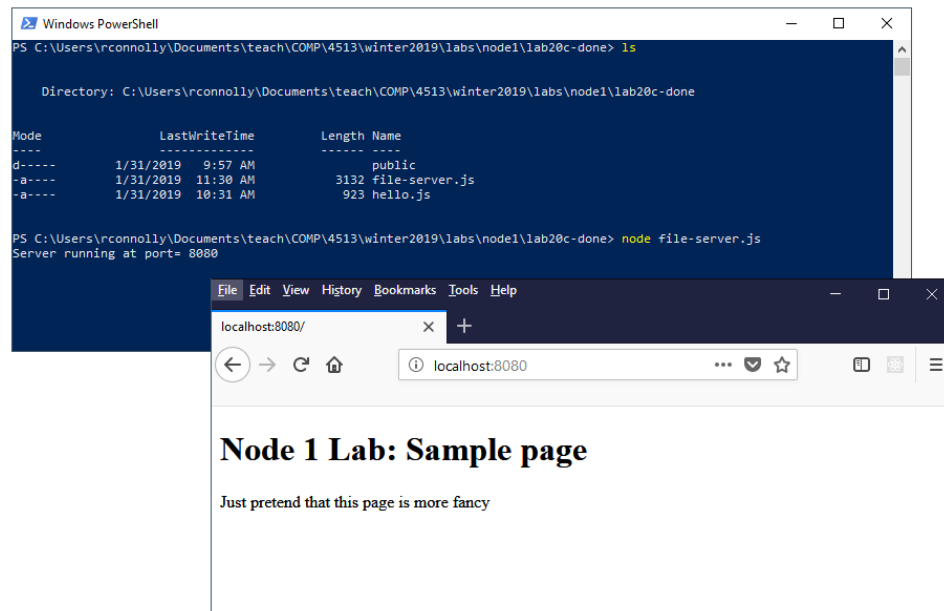 Windows PowerShell
PS C:\Users\rconnolly\Documents\teach\COMP\4513\winter2019\labs\node1\lab20c-done> ls
Directory: C:\Users\rconnolly\Documents\teach\COMP\4513\winter2019\labs\node1\lab20c-done
Mode LastWriteTime Length Name
---- ------------- ------ ----
d----- 1/31/2019 9:57 AM public
-a---- 1/31/2019 11:30 AM 3132 file-server.js
-a---- 1/31/2019 10:31 AM 923 hello.js
PS C:\Users\rconnolly\Documents\teach\COMP\4513\winter2019\labs\node1\lab20c-done> node file-server.js
Server running at port= 8080
File Edit View History Bookmarks Tools Help
localhost:8080/
localhost:8080
Node 1 Lab: Sample page
Just pretend that this page is more fancy